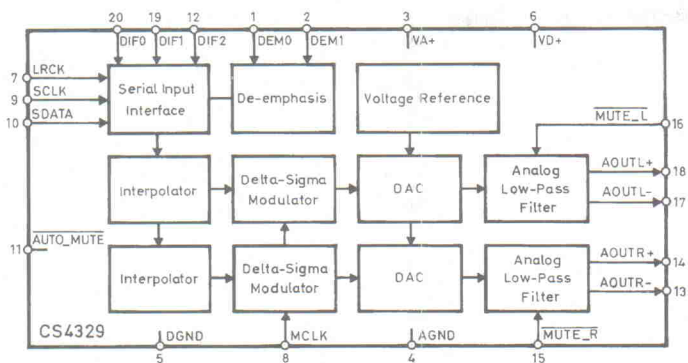 20 19 12 1 2 3 6
DIF0 DIF1 DIF2 DEM0 DEM1 VA+ VD+
7 LRCK
9 SCLK
10 SDATA
Serial Input Interface
De-emphasis
Voltage Reference
MUTE_L 16
Interpolator
Delta-Sigma Modulator
DAC
Analog Low-Pass Filter
AOUTL+ 18
AOUTL- 17
11 AUTO_MUTE
Interpolator
Delta-Sigma Modulator
DAC
Analog Low-Pass Filter
AOUTR+ 14
AOUTR- 13
CS4329
DGND MCLK AGND MUTE_R
5 8 4 15